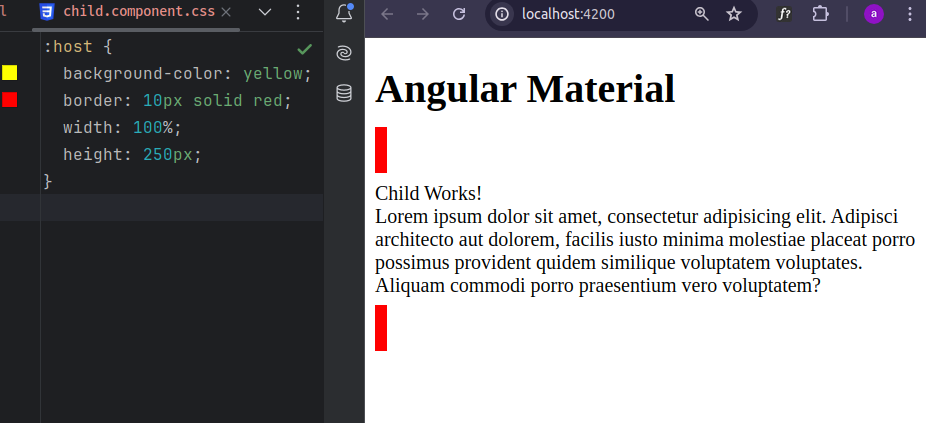 l
child.component.css
:host {
background-color: yellow;
border: 10px solid red;
width: 100%;
height: 250px;
}
localhost:4200
f?
a
Angular Material
Child Works!
Lorem ipsum dolor sit amet, consectetur adipisicing elit. Adipisci
architecto aut dolorem, facilis iusto minima molestiae placeat porro
possimus provident quidem similique voluptatem voluptates.
Aliquam commodi porro praesentium vero voluptatem?